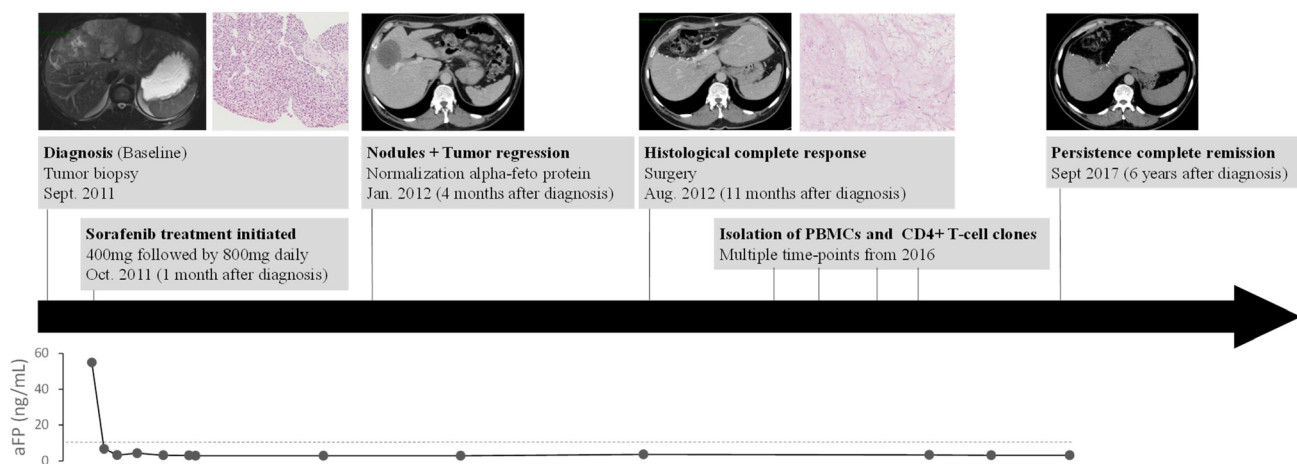 Diagnosis (Baseline)
Tumor biopsy
Sept. 2011
Nodules + Tumor regression
Normalization alpha-feto protein
Jan. 2012 (4 months after diagnosis)
Histological complete response
Surgery
Aug. 2012 (11 months after diagnosis)
Persistence complete remission
Sept 2017 (6 years after diagnosis)
Sorafenib treatment initiated
400mg followed by 800mg daily
Oct. 2011 (1 month after diagnosis)
Isolation of PBMCs and CD4+ T-cell clones
Multiple time-points from 2016
aFP (ng/mL)
60
40
20
0